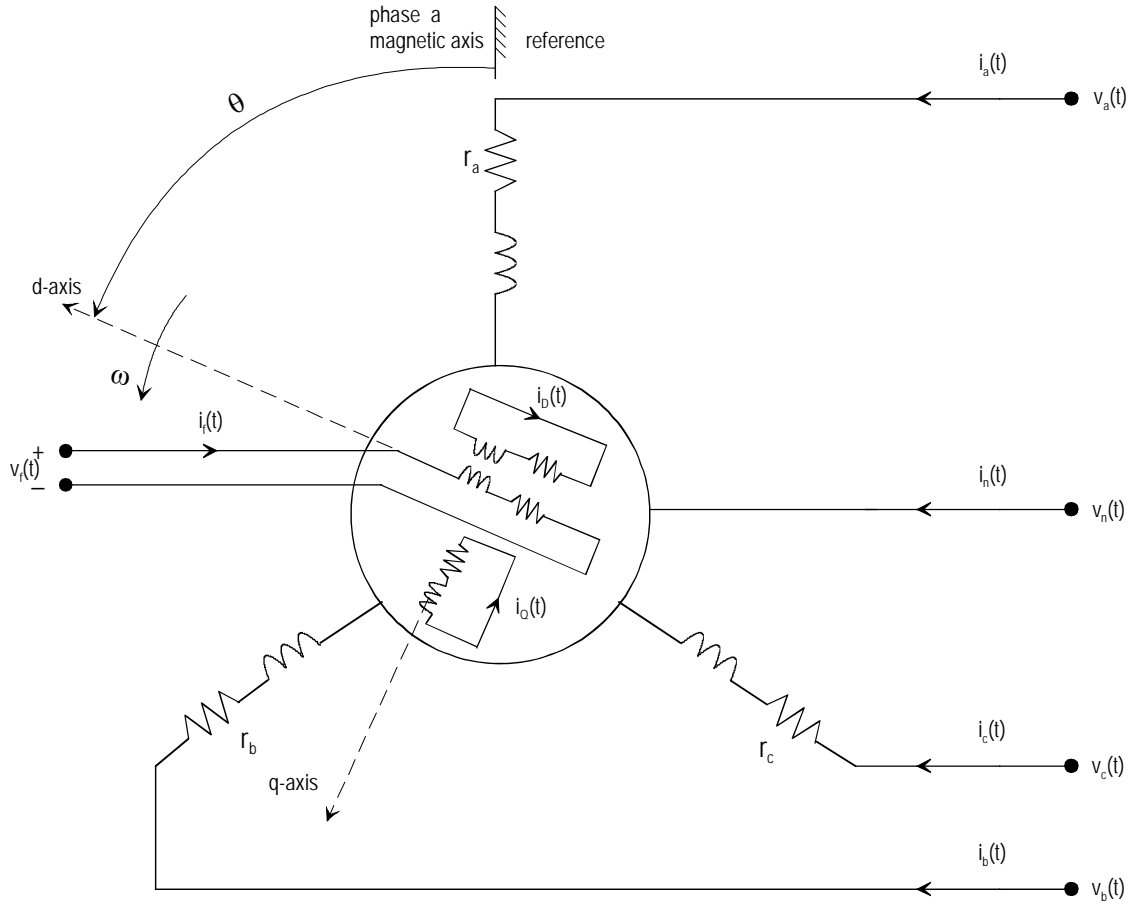 phase a
magnetic axis reference
i_a(t)
v_a(t)
θ
r_a
d-axis
ω
i_f(t)
i_D(t)
+
v_f(t)
−
i_n(t)
v_n(t)
i_Q(t)
r_b
r_c
i_c(t)
v_c(t)
q-axis
i_b(t)
v_b(t)